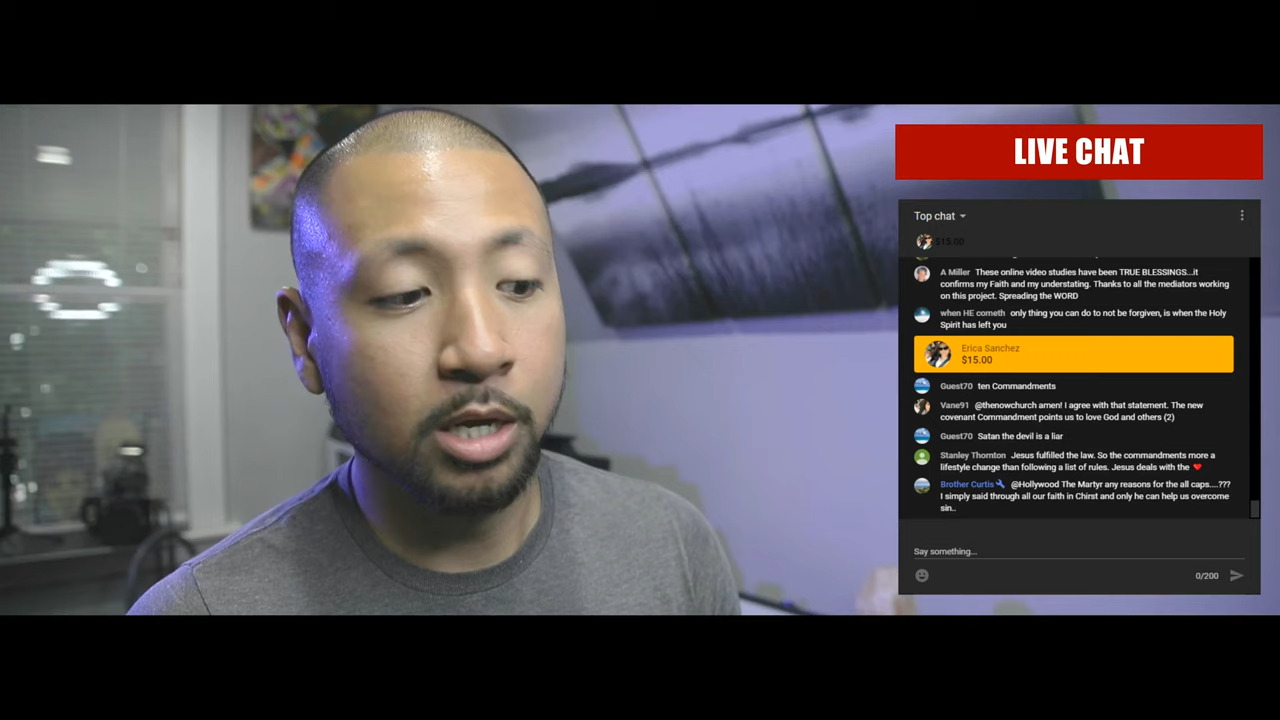 LIVE CHAT
Top chat
$15.00
A Miller These online video studies have been TRUE BLESSINGS...it
confirms my Faith and my understating. Thanks to all the mediators working
on this project. Spreading the WORD
when HE cometh only thing you can do to not be forgiven, is when the Holy
Spirit has left you
Erica Sanchez
$15.00
Guest70 ten Commandments
Vane91 @thenowchurch amen! I agree with that statement. The new
covenant Commandment points us to love God and others (2)
Guest70 Satan the devil is a liar
Stanley Thornton Jesus fulfilled the law. So the commandments more a
lifestyle change than following a list of rules. Jesus deals with the ❤️
Brother Curtis @Hollywood The Martyr any reasons for the all caps....???
I simply said through all our faith in Chirst and only he can help us overcome
sin..
Say something...
0/200